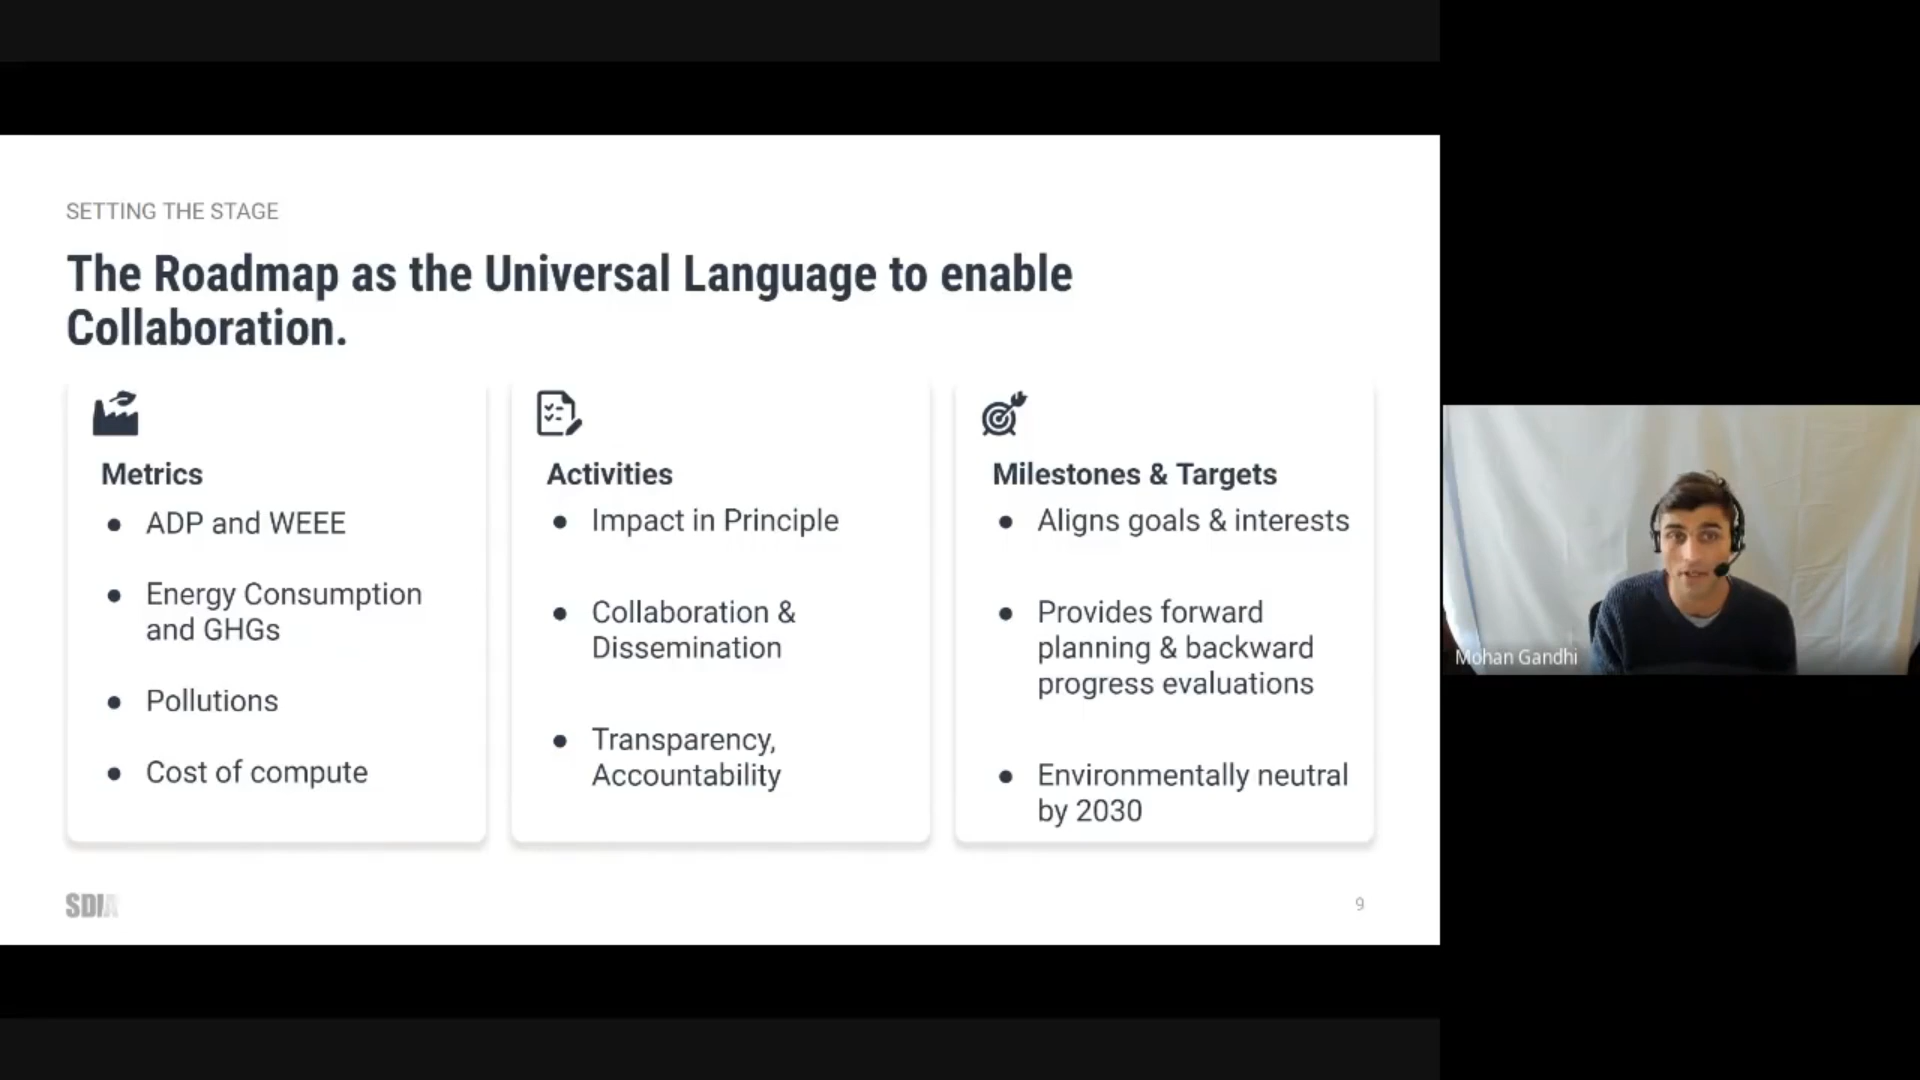 SETTING THE STAGE
The Roadmap as the Universal Language to enable
Collaboration.
Metrics
● ADP and WEEE
● Energy Consumption
and GHGs
● Pollutions
● Cost of compute
Activities
● Impact in Principle
● Collaboration &
Dissemination
● Transparency,
Accountability
Milestones & Targets
● Aligns goals & interests
● Provides forward
planning & backward
progress evaluations
● Environmentally neutral
by 2030
SDIA
9
Mohan Gandhi